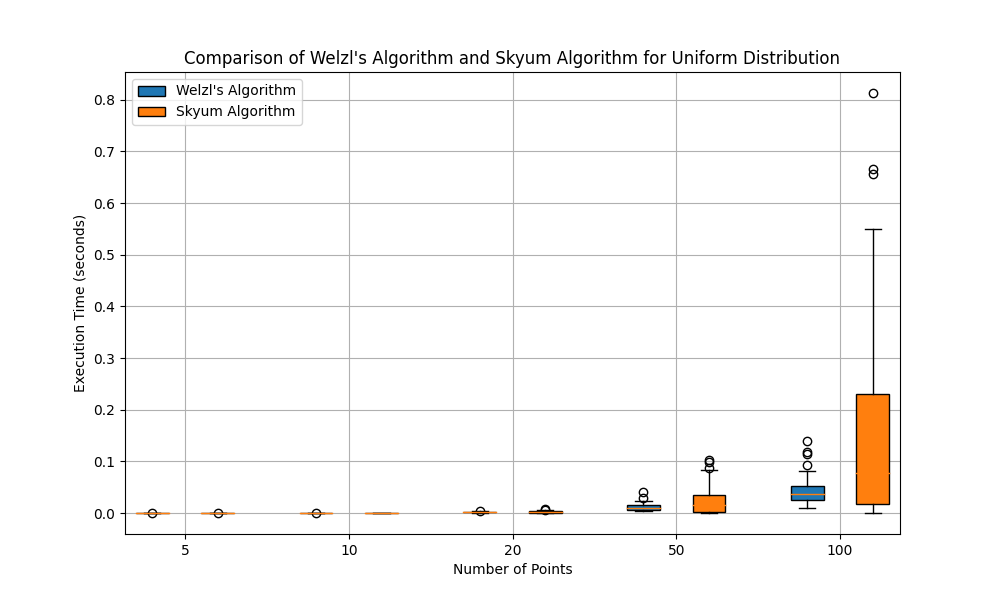 Comparison of Welzl's Algorithm and Skyum Algorithm for Uniform Distribution
Welzl's Algorithm
Skyum Algorithm
Execution Time (seconds)
0.8
0.7
0.6
0.5
0.4
0.3
0.2
0.1
0.0
5 10 20 50 100
Number of Points